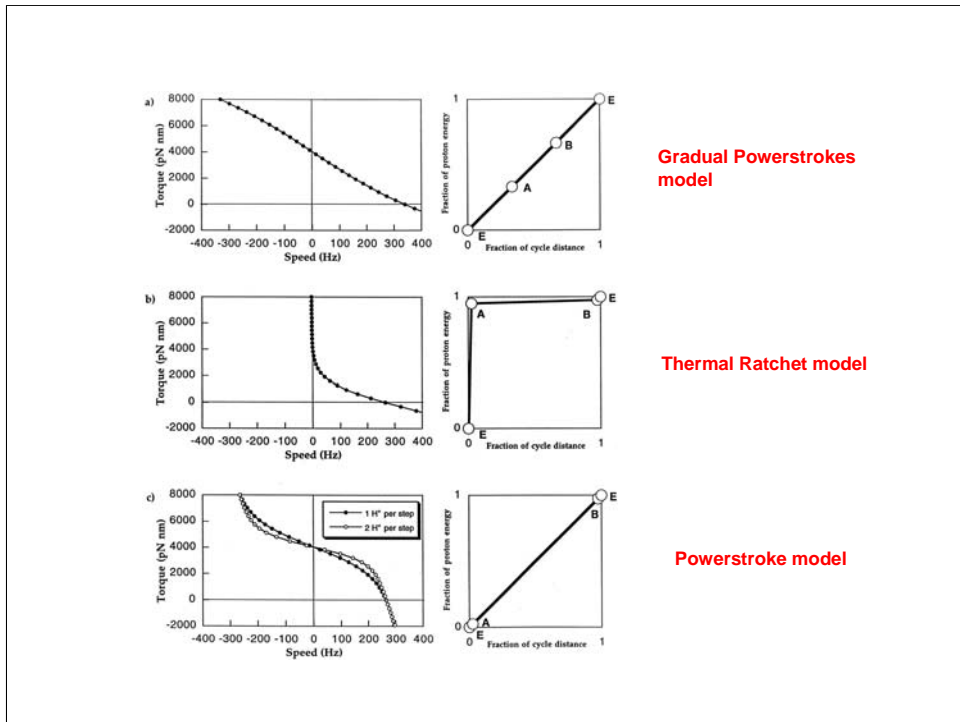 a)
8000
6000
4000
2000
0
-2000
Torque (pN nm)
-400 -300 -200 -100 0 100 200 300 400
Speed (Hz)
1
0
Fraction of proton energy
E
B
A
E
0 Fraction of cycle distance 1
Gradual Powerstrokes
model
b)
8000
6000
4000
2000
0
-2000
Torque (pN nm)
-400 -300 -200 -100 0 100 200 300 400
Speed (Hz)
1
0
Fraction of proton energy
E
A
B
E
0 Fraction of cycle distance 1
Thermal Ratchet model
c)
8000
6000
4000
2000
0
-2000
Torque (pN nm)
1 H⁺ per step
2 H⁺ per step
-400 -300 -200 -100 0 100 200 300 400
Speed (Hz)
1
0
Fraction of proton energy
E
B
A
E
0 Fraction of cycle distance 1
Powerstroke model